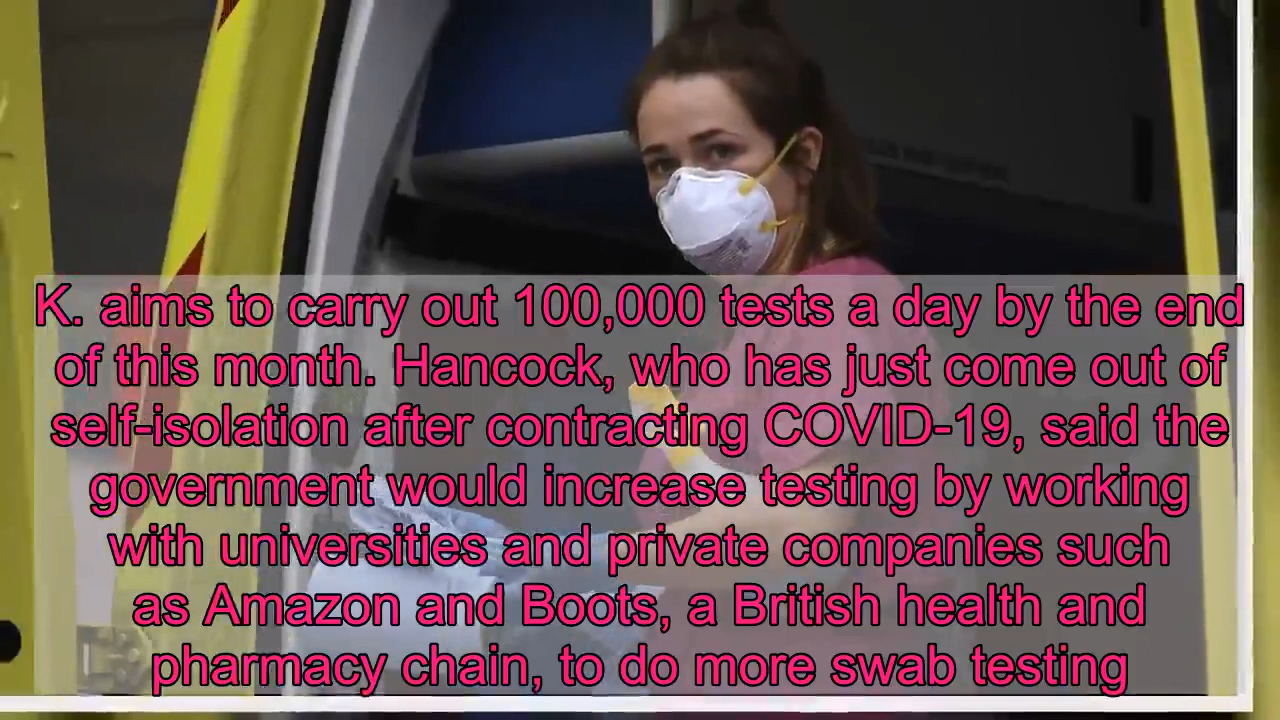 K. aims to carry out 100,000 tests a day by the end
of this month. Hancock, who has just come out of
self-isolation after contracting COVID-19, said the
government would increase testing by working
with universities and private companies such
as Amazon and Boots, a British health and
pharmacy chain, to do more swab testing